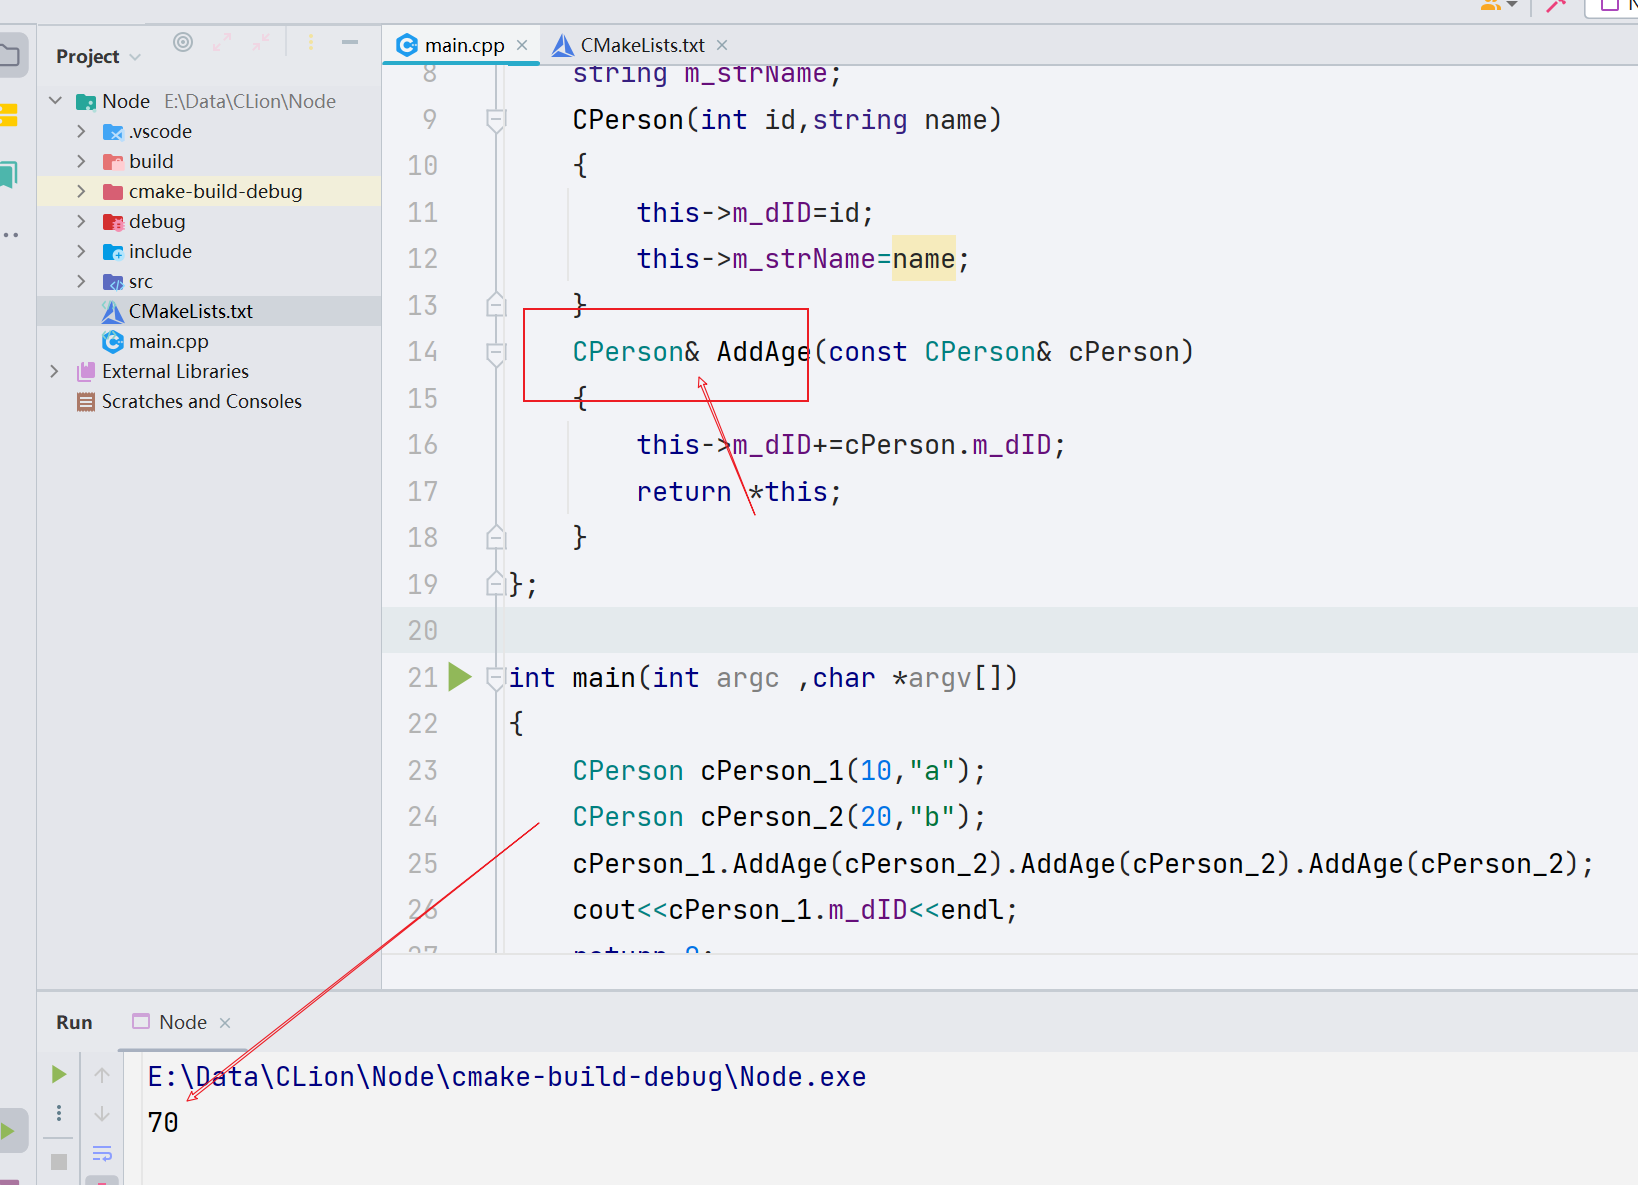 N
Project
main.cpp
CMakeLists.txt
Node E:\Data\CLion\Node
.vscode
build
cmake-build-debug
debug
include
src
CMakeLists.txt
main.cpp
External Libraries
Scratches and Consoles
8 string m_strName;
9 CPerson(int id,string name)
10 {
11 this->m_dID=id;
12 this->m_strName=name;
13 }
14 CPerson& AddAge(const CPerson& cPerson)
15 {
16 this->m_dID+=cPerson.m_dID;
17 return *this;
18 }
19 };
20
21 int main(int argc ,char *argv[])
22 {
23 CPerson cPerson_1(10,"a");
24 CPerson cPerson_2(20,"b");
25 cPerson_1.AddAge(cPerson_2).AddAge(cPerson_2).AddAge(cPerson_2);
26 cout<<cPerson_1.m_dID<<endl;
27 return 0;
Run Node
E:\Data\CLion\Node\cmake-build-debug\Node.exe
70